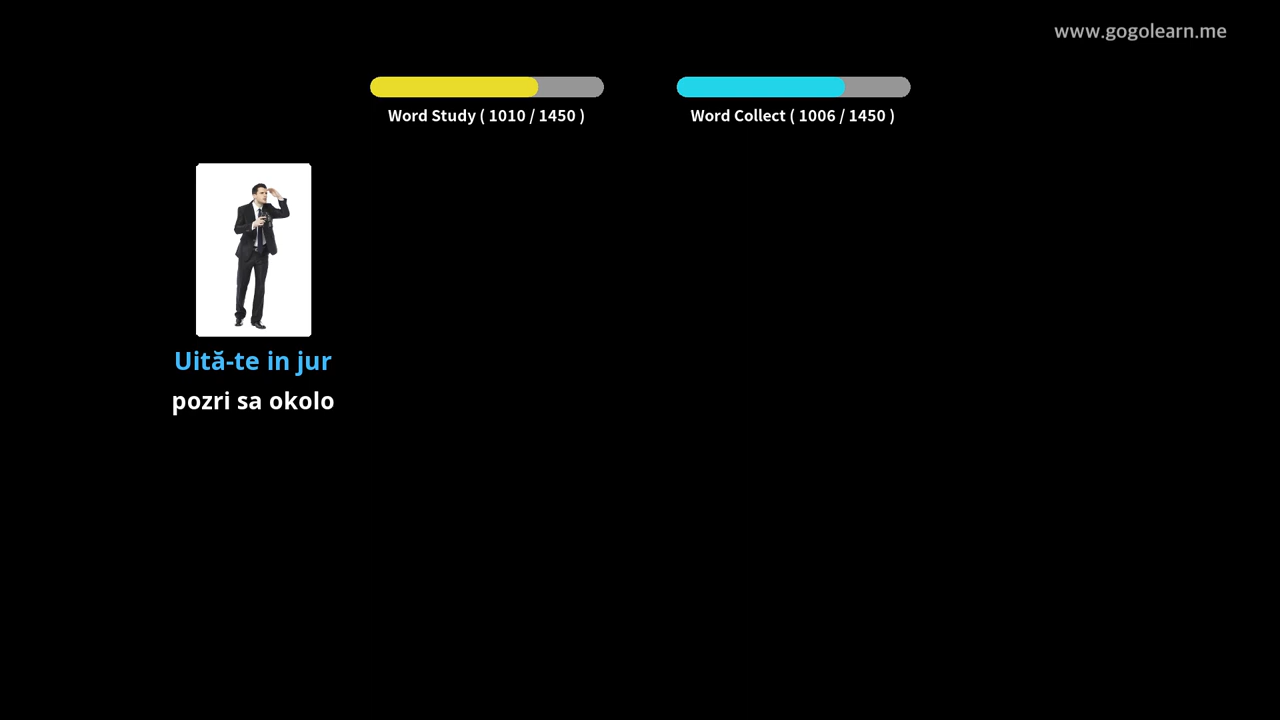 www.gogolearn.me
Word Study ( 1010 / 1450 )
Word Collect ( 1006 / 1450 )
Uită-te in jur
pozri sa okolo